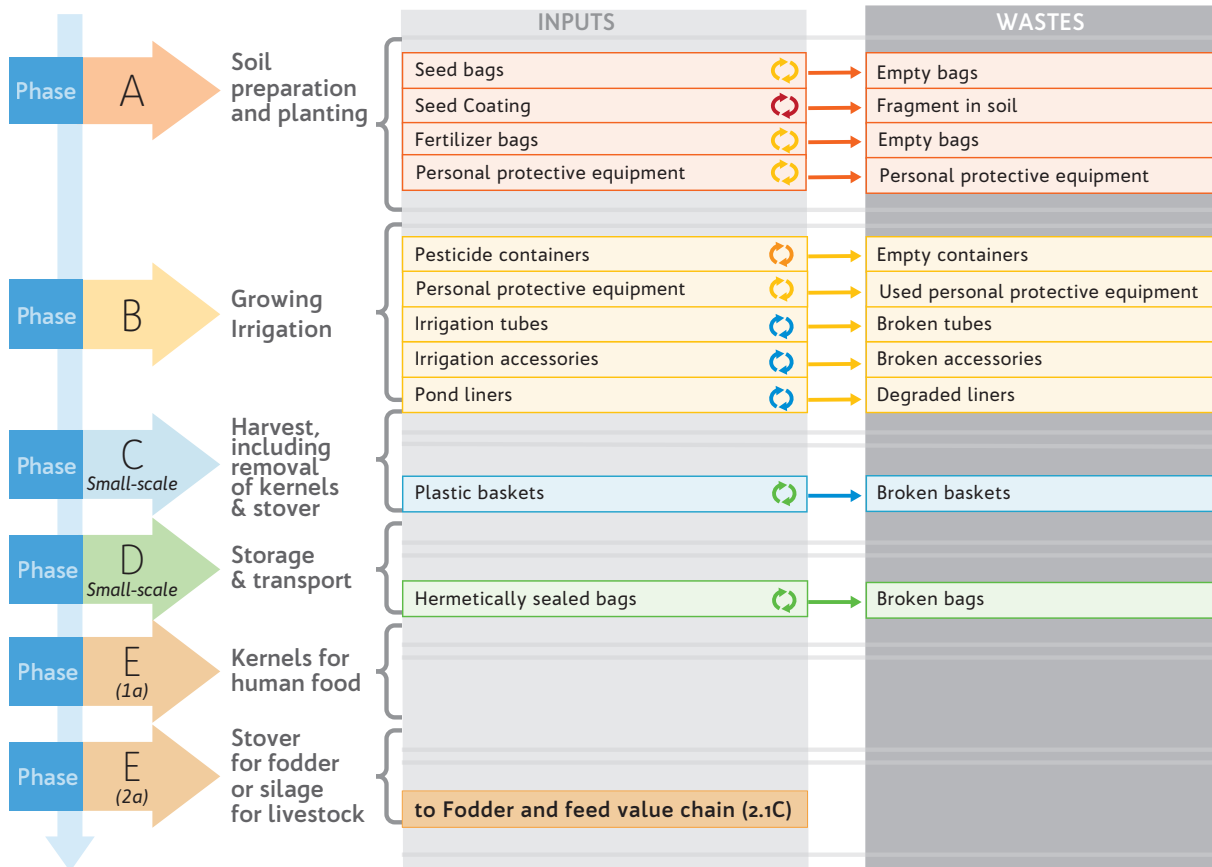 INPUTS
WASTES
Phase
A
Soil
preparation
and planting
Seed bags
Empty bags
Seed Coating
Fragment in soil
Fertilizer bags
Empty bags
Personal protective equipment
Personal protective equipment
Phase
B
Growing
Irrigation
Pesticide containers
Empty containers
Personal protective equipment
Used personal protective equipment
Irrigation tubes
Broken tubes
Irrigation accessories
Broken accessories
Pond liners
Degraded liners
Phase
C
Small-scale
Harvest,
including
removal
of kernels
& stover
Plastic baskets
Broken baskets
Phase
D
Small-scale
Storage
& transport
Hermetically sealed bags
Broken bags
Phase
E
(1a)
Kernels for
human food
Phase
E
(2a)
Stover
for fodder
or silage
for livestock
to Fodder and feed value chain (2.1C)